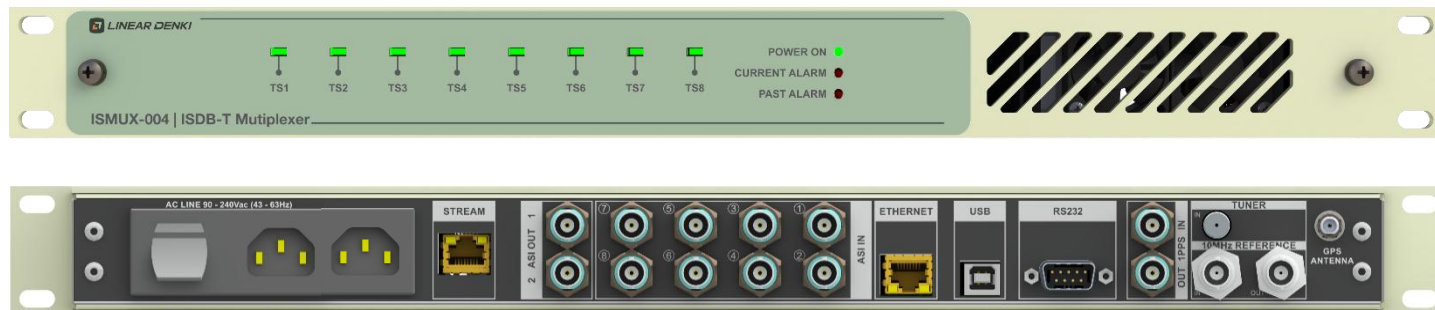 LINEAR DENKI
POWER ON
CURRENT ALARM
PAST ALARM
TS1 TS2 TS3 TS4 TS5 TS6 TS7 TS8
ISMUX-004 | ISDB-T Mutiplexer
AC LINE 90 - 240Vac (43 - 63Hz)
STREAM
2 ASI OUT 1
⑦ ⑤ ③ ①
⑧ ⑥ ④ ②
ASI IN
ETHERNET
USB
RS232
OUT 1PPS IN
TUNER
IN
10MHz REFERENCE
IN OUT
GPS
ANTENNA